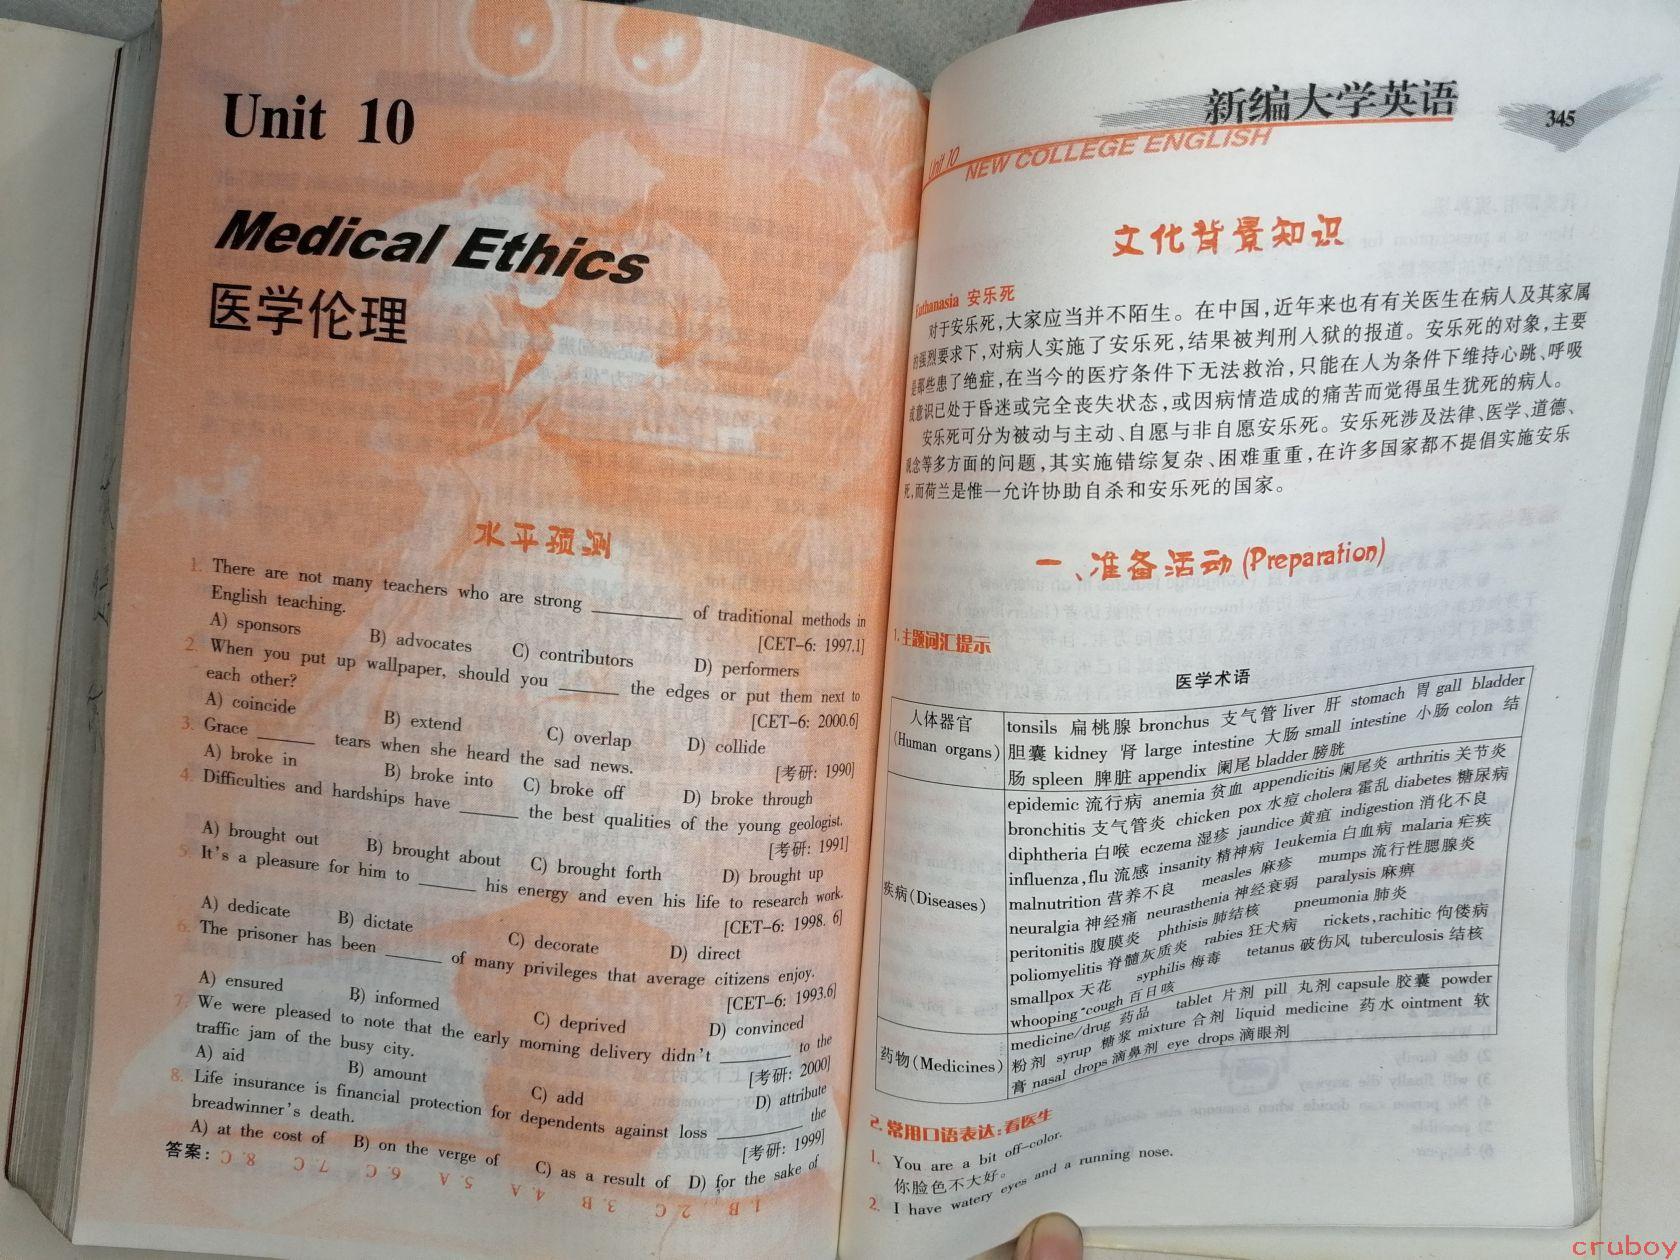 Unit 10
Medical Ethics
医学伦理
水平预测
1. There are not many teachers who are strong ________ of traditional methods in
English teaching.
[CET-6: 1997.1]
A) sponsors B) advocates C) contributors D) performers
2. When you put up wallpaper, should you ______ the edges or put them next to
each other?
[CET-6: 2000.6]
A) coincide B) extend C) overlap D) collide
3. Grace ______ tears when she heard the sad news.
[考研: 1990]
A) broke in B) broke into C) broke off D) broke through
4. Difficulties and hardships have ______ the best qualities of the young geologist.
[考研: 1991]
A) brought out B) brought about C) brought forth D) brought up
5. It's a pleasure for him to ______ his energy and even his life to research work.
[CET-6: 1998. 6]
A) dedicate B) dictate C) decorate D) direct
6. The prisoner has been ______ of many privileges that average citizens enjoy.
[CET-6: 1993.6]
A) ensured B) informed C) deprived D) convinced
7. We were pleased to note that the early morning delivery didn't ________ to the
traffic jam of the busy city.
[考研: 2000]
A) aid B) amount C) add D) attribute
8. Life insurance is financial protection for dependents against loss ________ the
breadwinner's death.
[考研: 1999]
A) at the cost of B) on the verge of C) as a result of D) for the sake of
答案: 1. B 2. C 3. B 4. A 5. A 6. C 7. C 8. C
新编大学英语
345
Unit 10 NEW COLLEGE ENGLISH
文化背景知识
Euthanasia 安乐死
对于安乐死,大家应当并不陌生。在中国,近年来也有有关医生在病人及其家属
的强烈要求下,对病人实施了安乐死,结果被判刑入狱的报道。安乐死的对象,主要
是那些患了绝症,在当今的医疗条件下无法救治,只能在人为条件下维持心跳、呼吸
或意识已处于昏迷或完全丧失状态,或因病情造成的痛苦而觉得虽生犹死的病人。
安乐死可分为被动与主动、自愿与非自愿安乐死。安乐死涉及法律、医学、道德、
观念等多方面的问题,其实施错综复杂、困难重重,在许多国家都不提倡实施安乐
死,而荷兰是惟一允许协助自杀和安乐死的国家。
一、准备活动(Preparation)
1. 主题词汇提示
医学术语
人体器官
(Human organs)
tonsils 扁桃腺 bronchus 支气管 liver 肝 stomach 胃 gall bladder
胆囊 kidney 肾 large intestine 大肠 small intestine 小肠 colon 结
肠 spleen 脾脏 appendix 阑尾 bladder 膀胱
疾病(Diseases)
epidemic 流行病 anemia 贫血 appendicitis 阑尾炎 arthritis 关节炎
bronchitis 支气管炎 chicken pox 水痘 cholera 霍乱 diabetes 糖尿病
diphtheria 白喉 eczema 湿疹 jaundice 黄疸 indigestion 消化不良
influenza,flu 流感 insanity 精神病 leukemia 白血病 malaria 疟疾
malnutrition 营养不良 measles 麻疹 mumps 流行性腮腺炎
neuralgia 神经痛 neurasthenia 神经衰弱 paralysis 麻痹
peritonitis 腹膜炎 phthisis 肺结核 pneumonia 肺炎
poliomyelitis 脊髓灰质炎 rabies 狂犬病 rickets,rachitic 佝偻病
smallpox 天花 syphilis 梅毒 tetanus 破伤风 tuberculosis 结核
whooping cough 百日咳
药物(Medicines)
medicine/drug 药品 tablet 片剂 pill 丸剂 capsule 胶囊 powder
粉剂 syrup 糖浆 mixture 合剂 liquid medicine 药水 ointment 软
膏 nasal drops 滴鼻剂 eye drops 滴眼剂
2. 常用口语表达:看医生
1. You are a bit off-color.
你脸色不大好。
2. I have watery eyes and a running nose.
cruboy